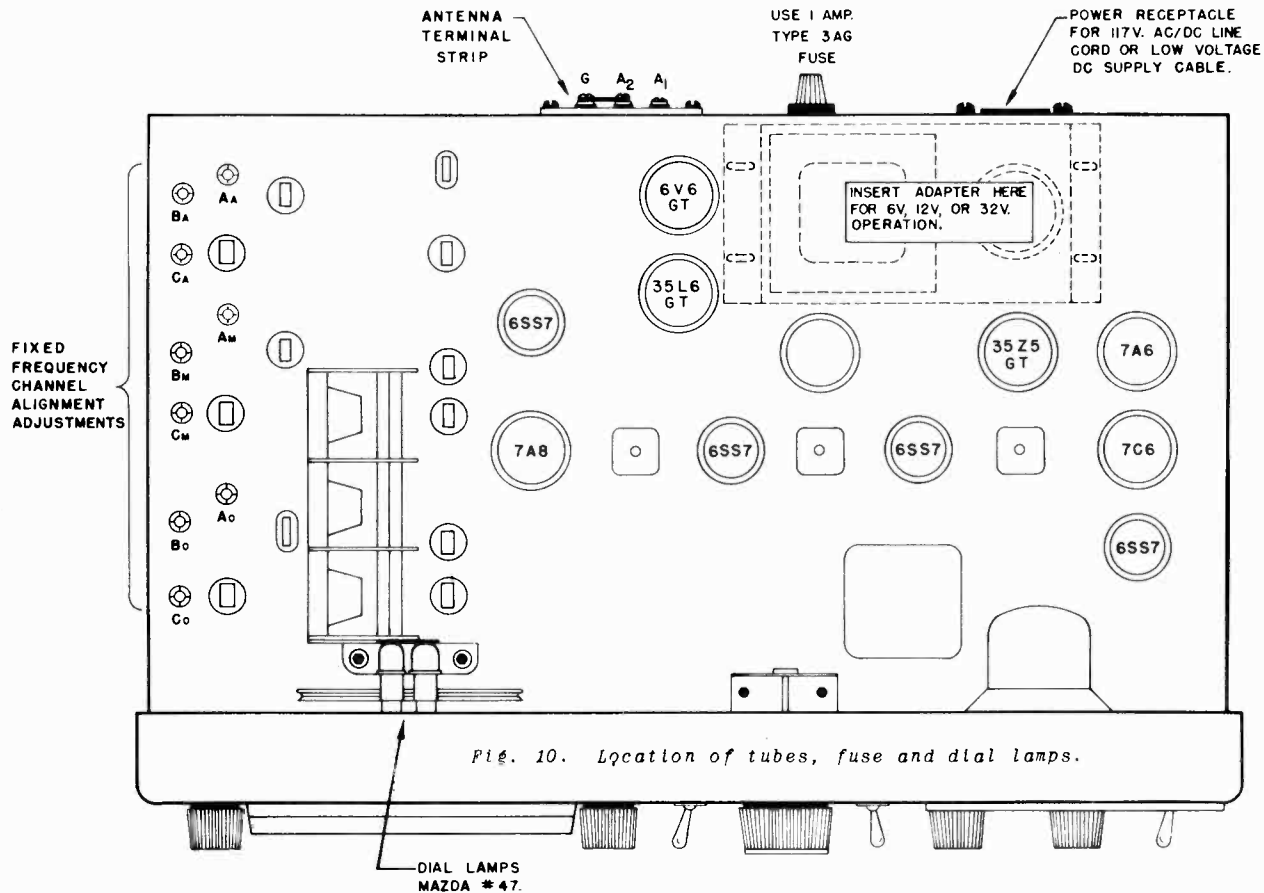 ANTENNA
TERMINAL
STRIP
USE 1 AMP.
TYPE 3AG
FUSE
POWER RECEPTACLE
FOR 117V. AC/DC LINE
CORD OR LOW VOLTAGE
DC SUPPLY CABLE.
G A2 A1
AA
BA
CA
AM
BM
CM
AO
BO
CO
FIXED
FREQUENCY
CHANNEL
ALIGNMENT
ADJUSTMENTS
6V6
GT
INSERT ADAPTER HERE
FOR 6V, 12V, OR 32V.
OPERATION.
35L6
GT
6SS7
35Z5
GT
7A6
7A8
6SS7
6SS7
7C6
6SS7
Fig. 10. Location of tubes, fuse and dial lamps.
DIAL LAMPS
MAZDA #47.